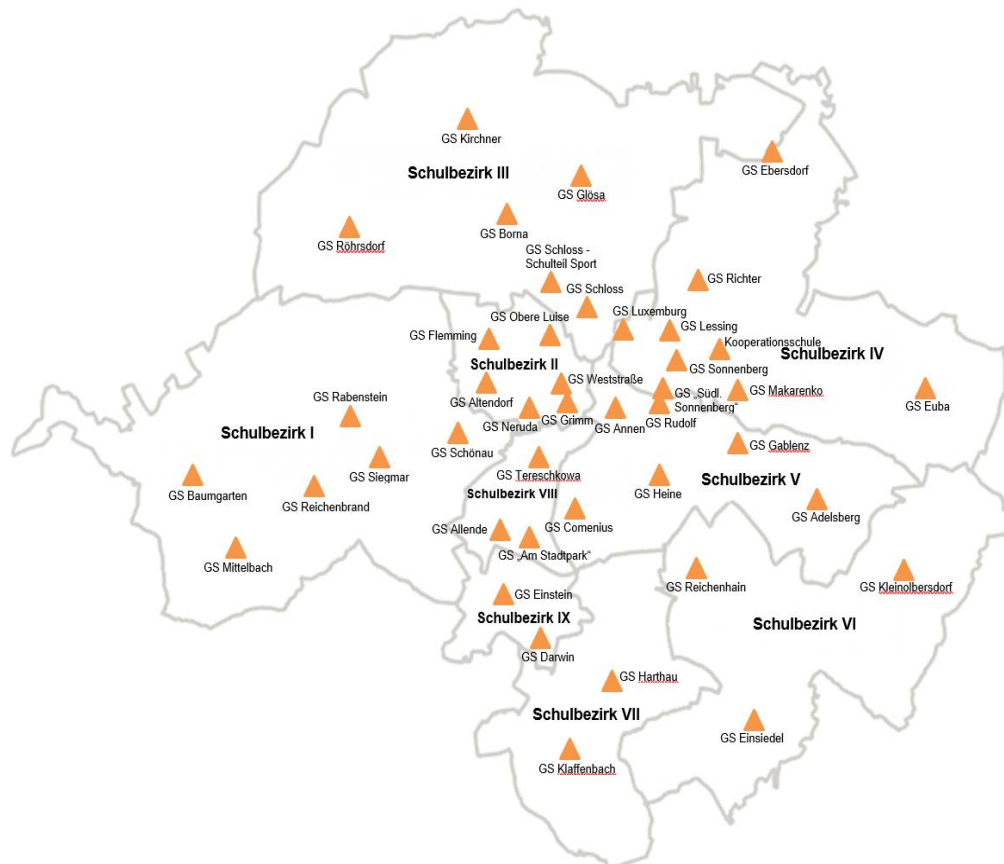 GS Kirchner
Schulbezirk III
GS Ebersdorf
GS Glösa
GS Borna
GS Röhrsdorf
GS Schloss -
Schulteil Sport
GS Richter
GS Schloss
GS Luxemburg
GS Obere Luise
GS Lessing
GS Flemming
Kooperationsschule
Schulbezirk IV
Schulbezirk II
GS Sonnenberg
GS Weststraße
GS Altendorf
GS Makarenko
GS „Südl.
Sonnenberg“
GS Euba
GS Rabenstein
GS Neruda
GS Grimm
GS Annen
GS Rudolf
Schulbezirk I
GS Schönau
GS Gablenz
GS Siegmar
GS Tereschkowa
Schulbezirk V
GS Baumgarten
GS Reichenbrand
GS Heine
Schulbezirk VIII
GS Adelsberg
GS Comenius
GS Allende
GS „Am Stadtpark“
GS Mittelbach
GS Reichenhain
GS Kleinolbersdorf
GS Einstein
Schulbezirk IX
Schulbezirk VI
GS Darwin
GS Harthau
Schulbezirk VII
GS Einsiedel
GS Klaffenbach